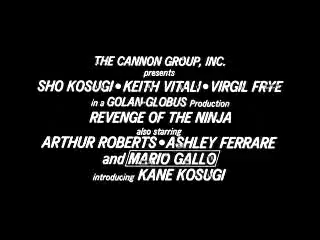 THE CANNON GROUP, INC.
presents
SHO KOSUGI • KEITH VITALI • VIRGIL FRYE
in a GOLAN-GLOBUS Production
REVENGE OF THE NINJA
also starring
ARTHUR ROBERTS • ASHLEY FERRARE
and MARIO GALLO
introducing KANE KOSUGI